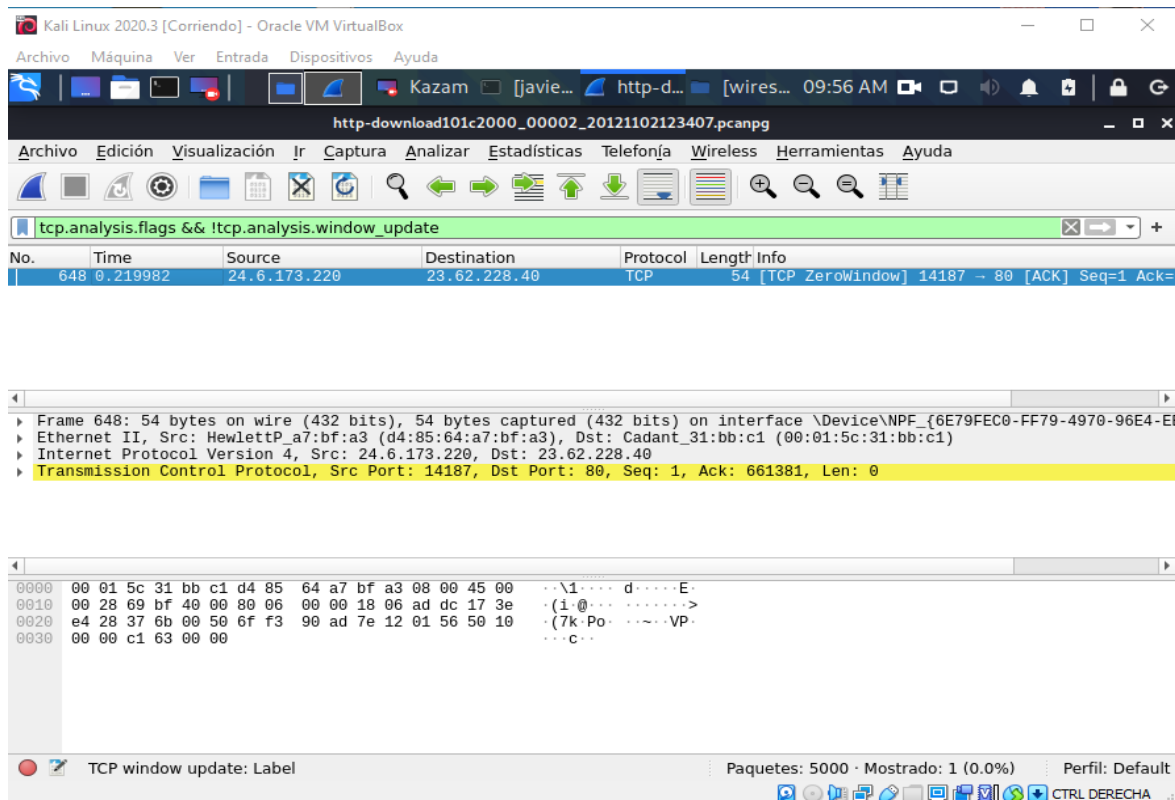 Kali Linux 2020.3 [Corriendo] - Oracle VM VirtualBox
Archivo Máquina Ver Entrada Dispositivos Ayuda
Kazam [javie... http-d... [wires... 09:56 AM
http-download101c2000_00002_20121102123407.pcanpg
Archivo Edición Visualización Ir Captura Analizar Estadísticas Telefonía Wireless Herramientas Ayuda
tcp.analysis.flags && !tcp.analysis.window_update
No. Time Source Destination Protocol Length Info
648 0.219982 24.6.173.220 23.62.228.40 TCP 54 [TCP ZeroWindow] 14187 → 80 [ACK] Seq=1 Ack=
Frame 648: 54 bytes on wire (432 bits), 54 bytes captured (432 bits) on interface \Device\NPF_{6E79FEC0-FF79-4970-96E4-EE
Ethernet II, Src: HewlettP_a7:bf:a3 (d4:85:64:a7:bf:a3), Dst: Cadant_31:bb:c1 (00:01:5c:31:bb:c1)
Internet Protocol Version 4, Src: 24.6.173.220, Dst: 23.62.228.40
Transmission Control Protocol, Src Port: 14187, Dst Port: 80, Seq: 1, Ack: 661381, Len: 0
0000 00 01 5c 31 bb c1 d4 85 64 a7 bf a3 08 00 45 00 ··\1···· d·····E·
0010 00 28 69 bf 40 00 80 06 00 00 18 06 ad dc 17 3e ·(i·@··· ·······>
0020 e4 28 37 6b 00 50 6f f3 90 ad 7e 12 01 56 50 10 ·(7k·Po· ··~··VP·
0030 00 00 c1 63 00 00 ···c··
TCP window update: Label
Paquetes: 5000 · Mostrado: 1 (0.0%)
Perfil: Default
CTRL DERECHA